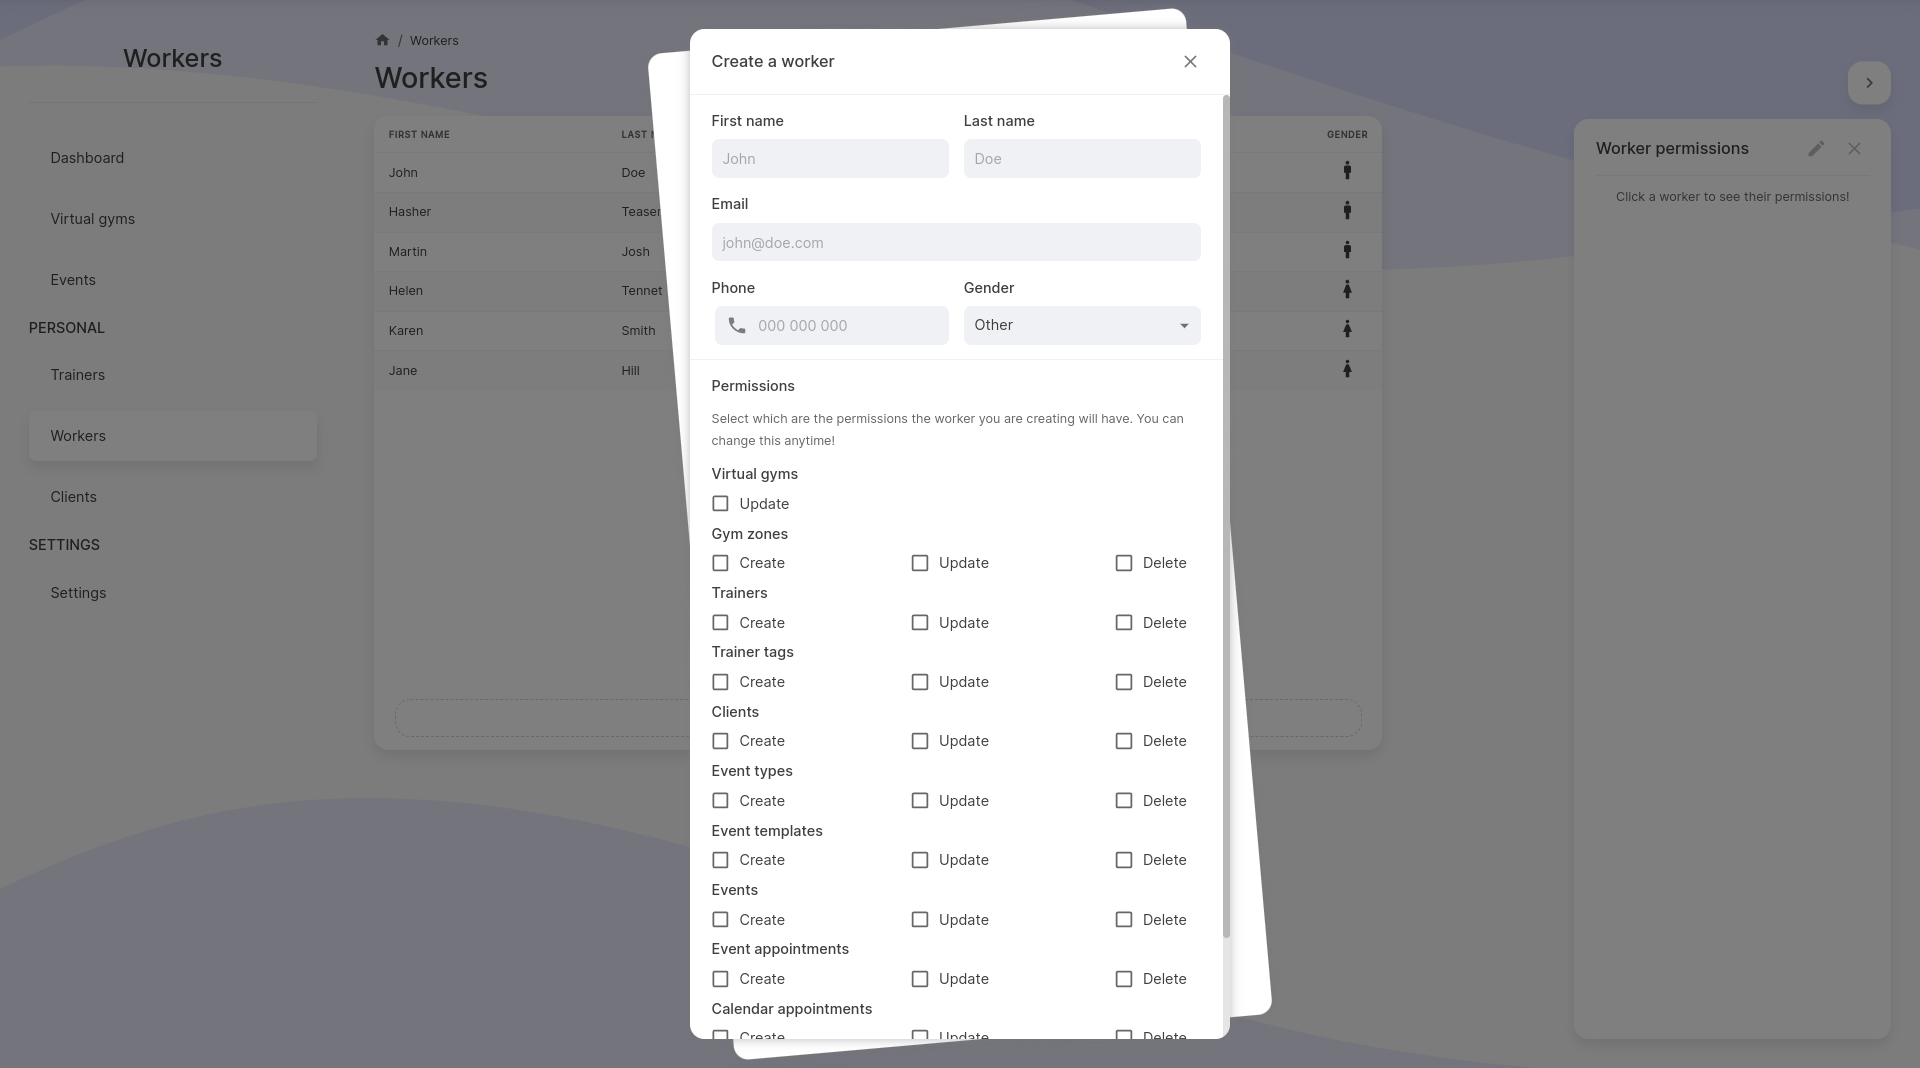 Workers
Dashboard
Virtual gyms
Events
PERSONAL
Trainers
Workers
Clients
SETTINGS
Settings
/ Workers
Workers
FIRST NAME LAST GENDER
John Doe
Hasher Teaser
Martin Josh
Helen Tennet
Karen Smith
Jane Hill
Create a worker
First name Last name
John Doe
Email
john@doe.com
Phone Gender
000 000 000 Other
Permissions
Select which are the permissions the worker you are creating will have. You can
change this anytime!
Virtual gyms
Update
Gym zones
Create Update Delete
Trainers
Create Update Delete
Trainer tags
Create Update Delete
Clients
Create Update Delete
Event types
Create Update Delete
Event templates
Create Update Delete
Events
Create Update Delete
Event appointments
Create Update Delete
Calendar appointments
Create Update Delete
Worker permissions
Click a worker to see their permissions!